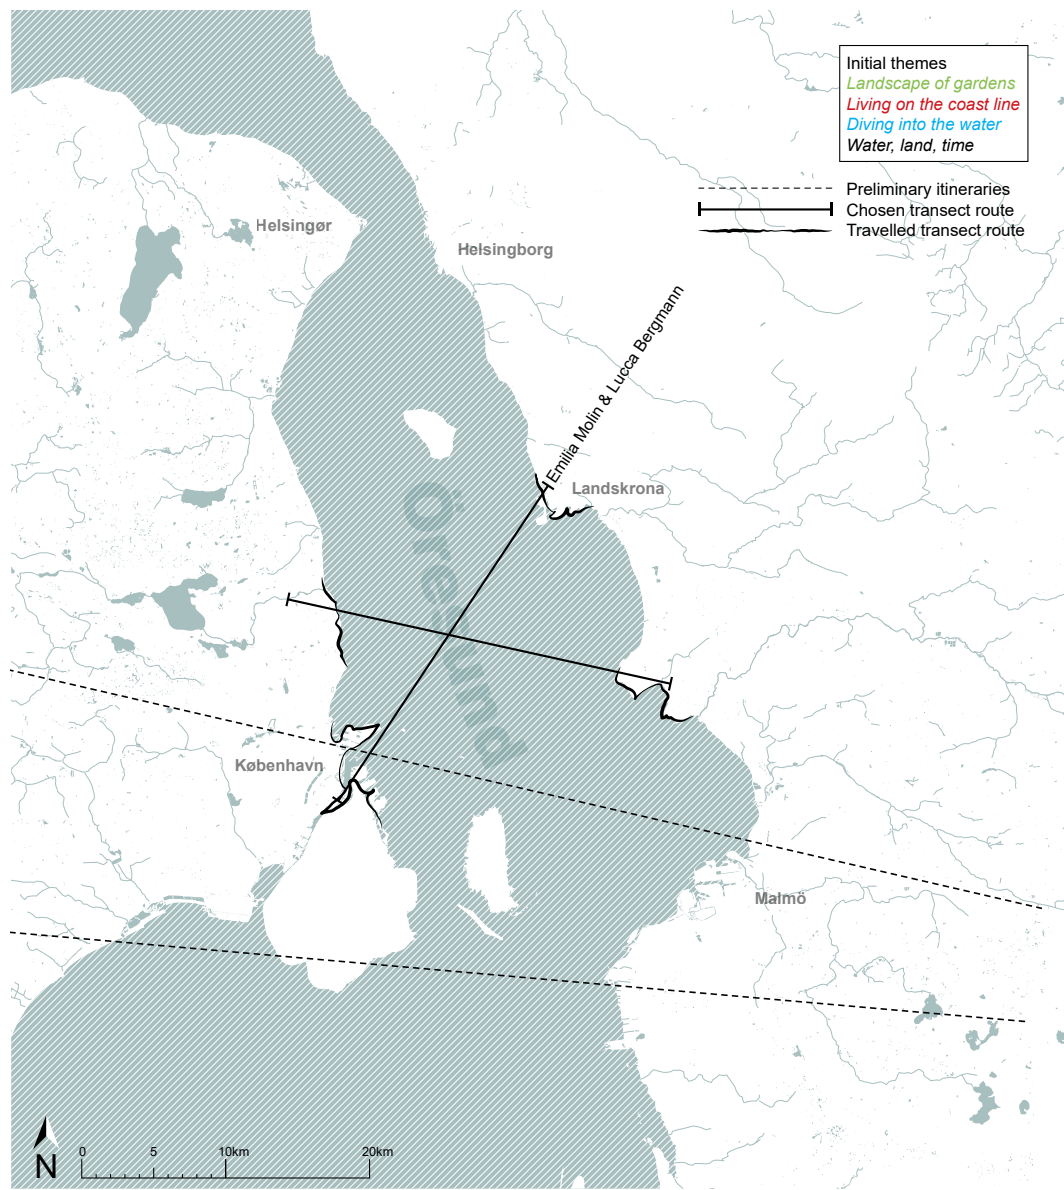 Initial themes
Landscape of gardens
Living on the coast line
Diving into the water
Water, land, time
Preliminary itineraries
Chosen transect route
Travelled transect route
Helsingør
Helsingborg
Emilia Molin & Lucca Bergmann
Landskrona
Öresund
København
Malmö
N
0 5 10km 20km